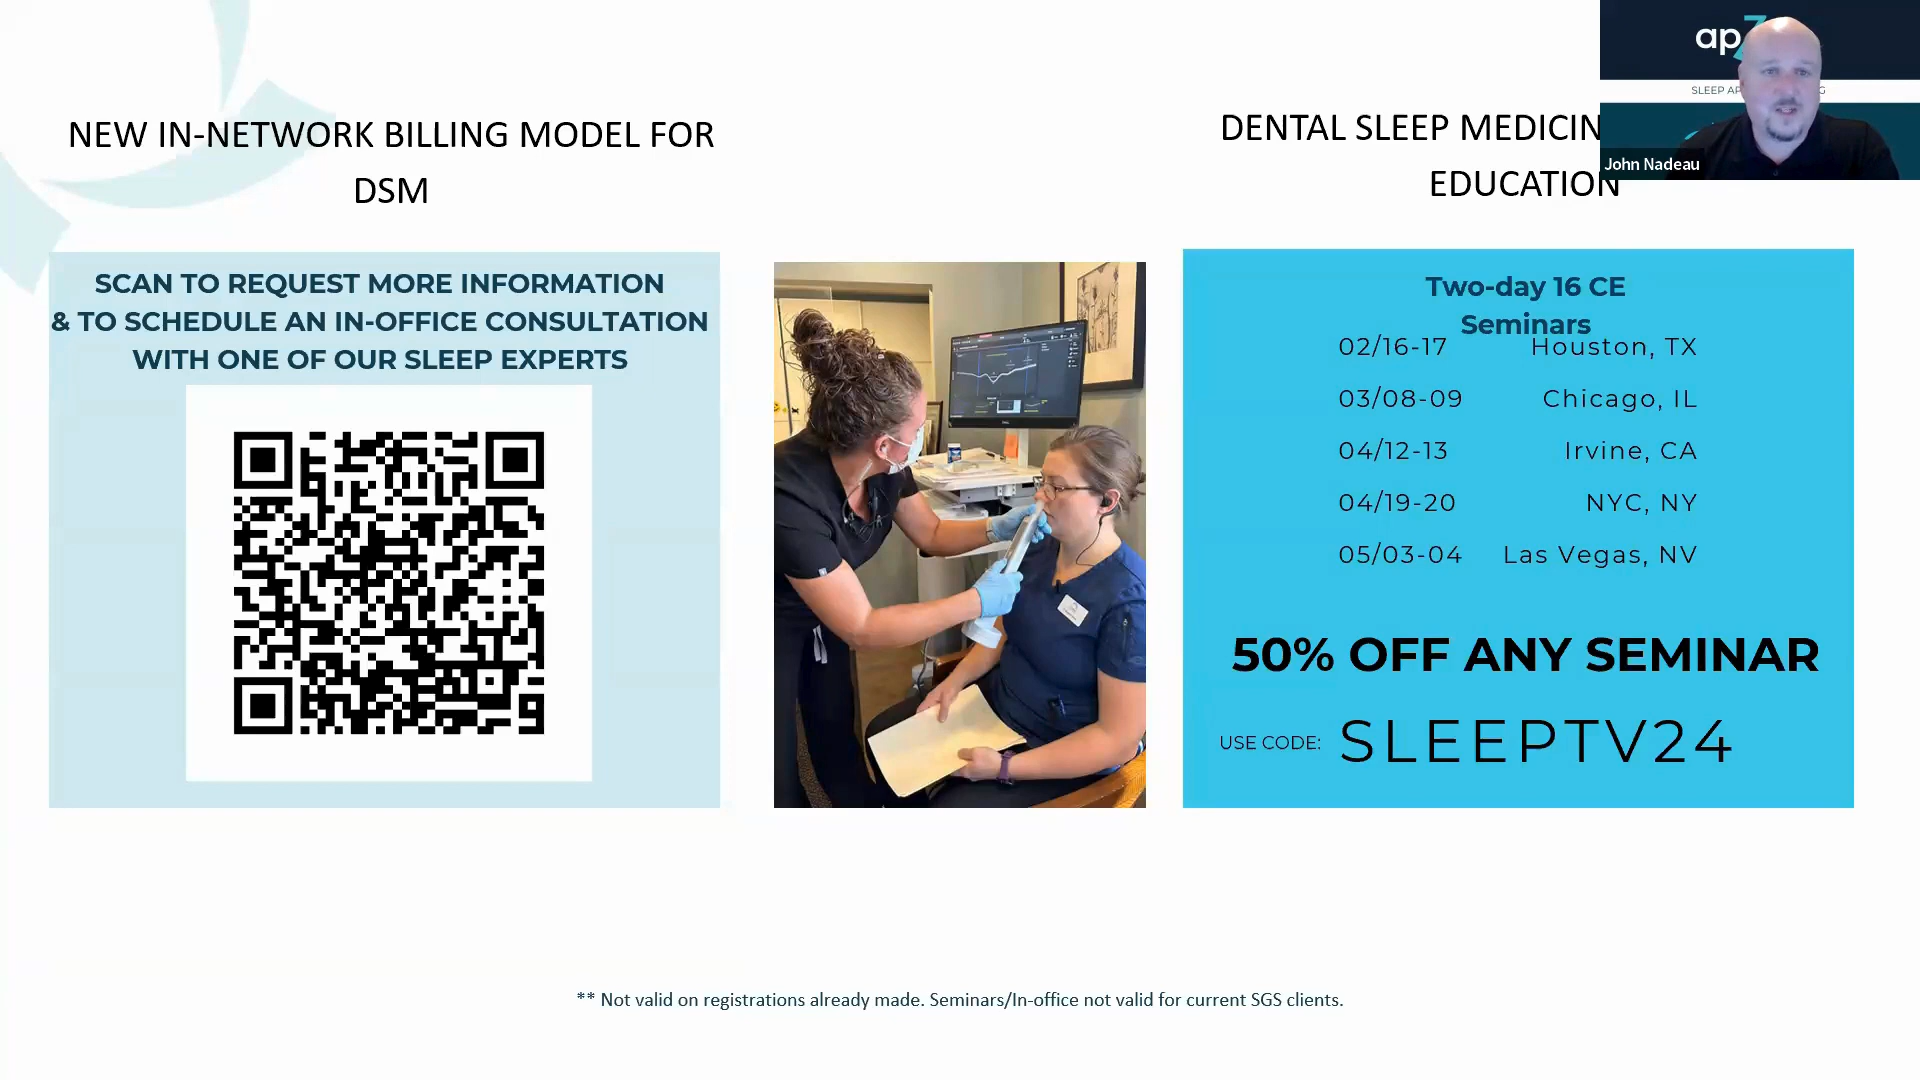 NEW IN-NETWORK BILLING MODEL FOR
DSM
SCAN TO REQUEST MORE INFORMATION
& TO SCHEDULE AN IN-OFFICE CONSULTATION
WITH ONE OF OUR SLEEP EXPERTS
DENTAL SLEEP MEDICIN
EDUCATION
Two-day 16 CE
Seminars
02/16-17 Houston, TX
03/08-09 Chicago, IL
04/12-13 Irvine, CA
04/19-20 NYC, NY
05/03-04 Las Vegas, NV
50% OFF ANY SEMINAR
USE CODE: SLEEPTV24
ap
SLEEP AP
John Nadeau
** Not valid on registrations already made. Seminars/In-office not valid for current SGS clients.